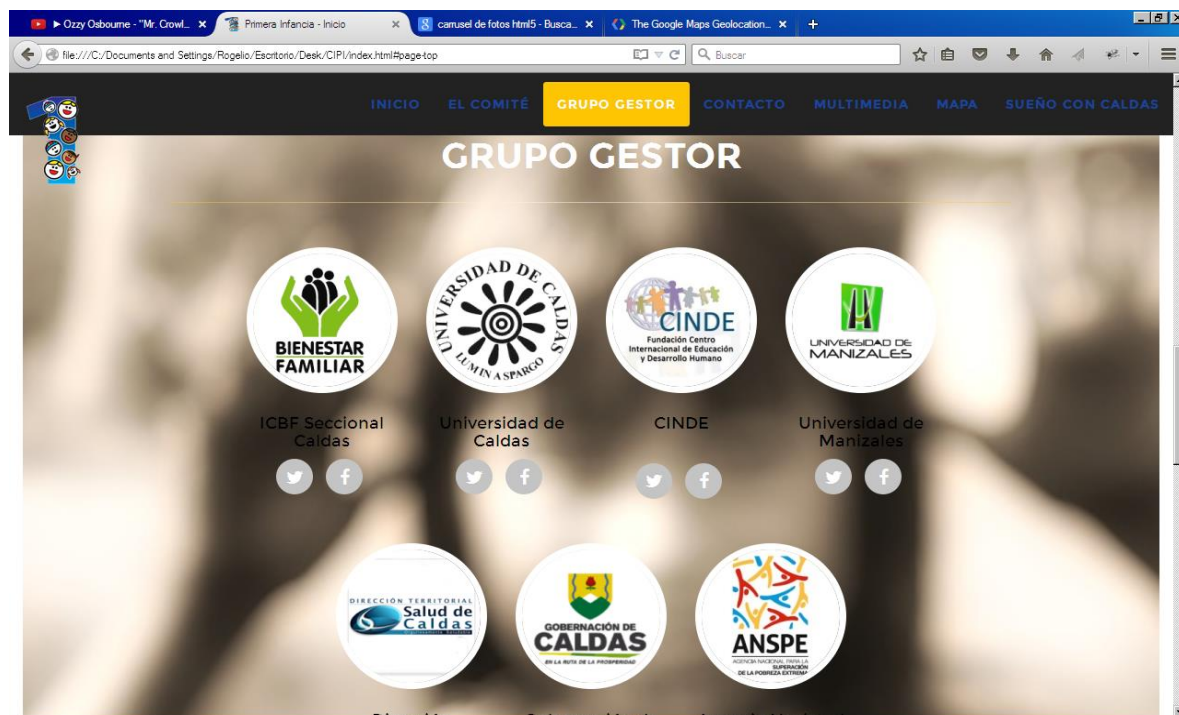 ▶ Ozzy Osbourne - "Mr. Crowl...
Primera Infancia - Inicio
carrusel de fotos html5 - Busca...
The Google Maps Geolocation...
file:///C:/Documents and Settings/Rogelio/Escritorio/Desk/CIPI/index.html#page-top
Buscar
INICIO EL COMITÉ GRUPO GESTOR CONTACTO MULTIMEDIA MAPA SUEÑO CON CALDAS
GRUPO GESTOR
BIENESTAR
FAMILIAR
UNIVERSIDAD DE CALDAS
LUMINA SPARGO
CINDE
Fundación Centro
Internacional de Educación
y Desarrollo Humano
UNIVERSIDAD DE
MANIZALES
ICBF Seccional
Caldas
Universidad de
Caldas
CINDE
Universidad de
Manizales
DIRECCIÓN TERRITORIAL
Salud de
Caldas
GOBERNACIÓN DE
CALDAS
EN LA RUTA DE LA PROSPERIDAD
ANSPE
AGENCIA NACIONAL PARA LA
SUPERACIÓN
DE LA POBREZA EXTREMA